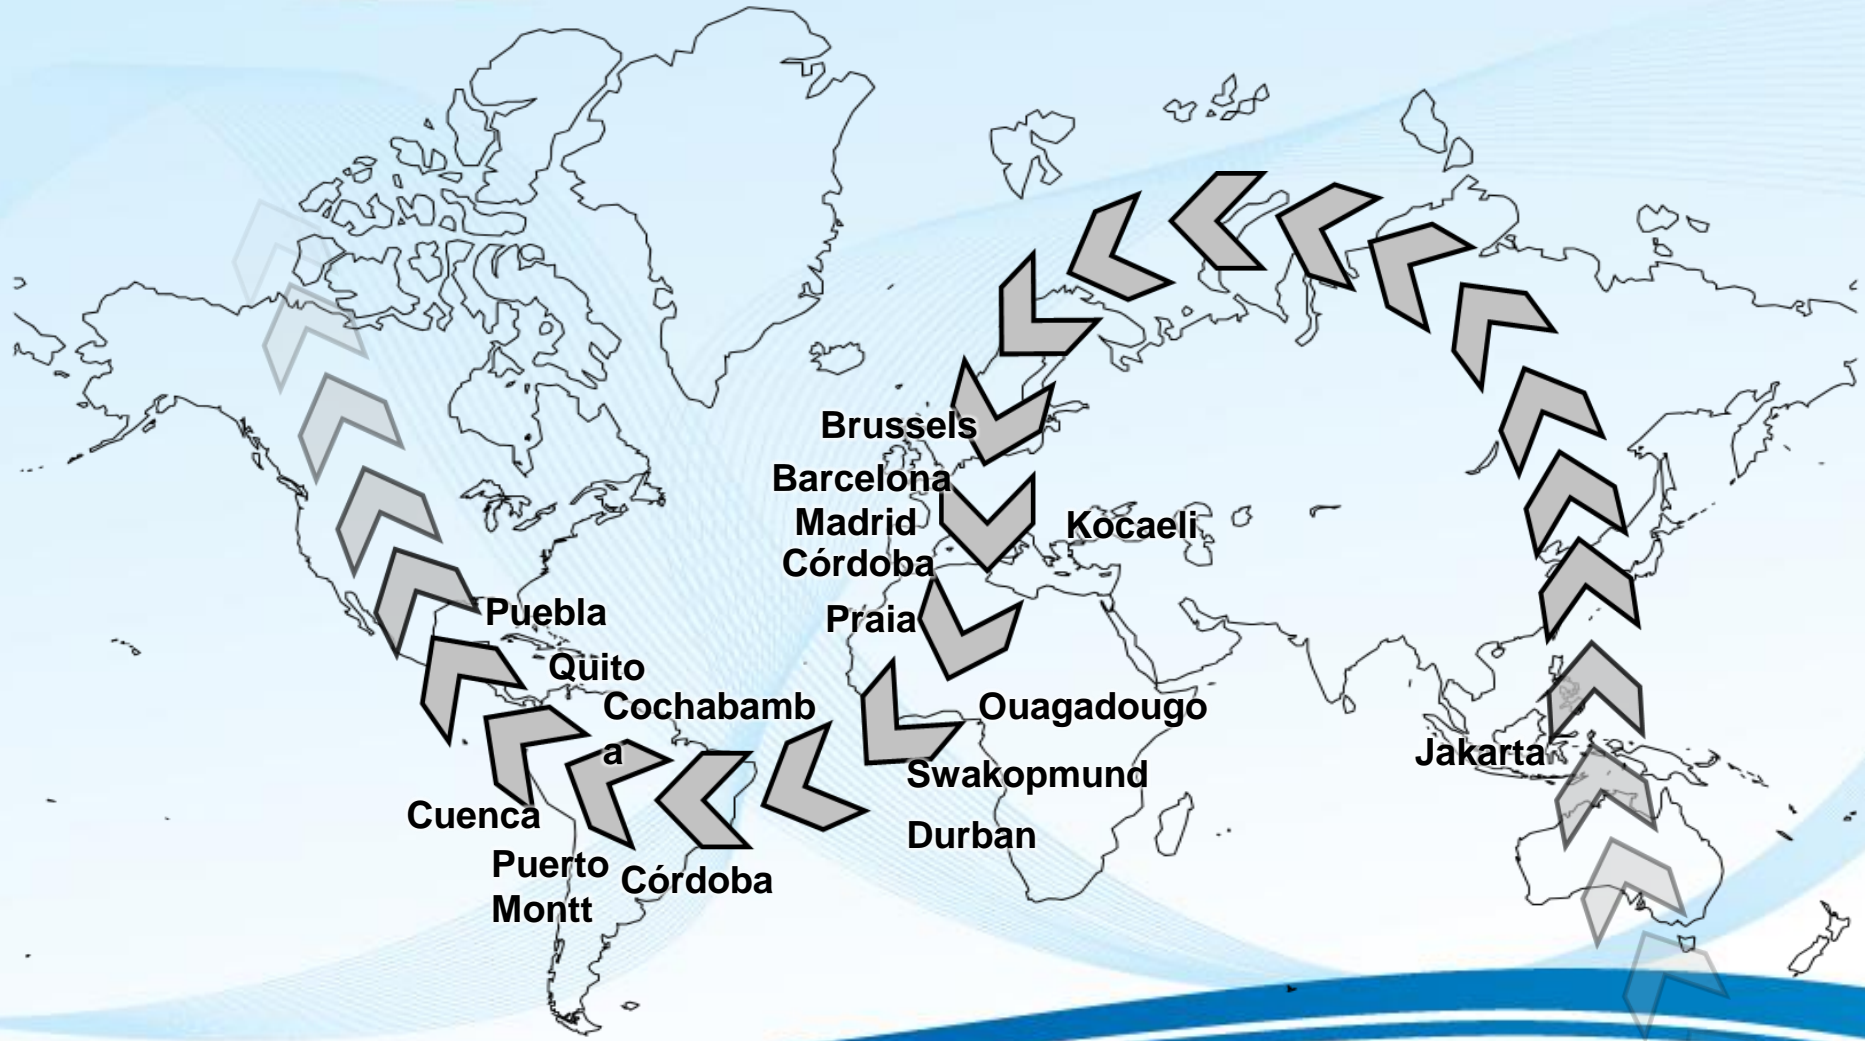 Brussels
Barcelona
Madrid
Kocaeli
Córdoba
Puebla
Praia
Quito
Cochabamb
a
Ouagadougo
Jakarta
Swakopmund
Cuenca
Durban
Puerto
Montt
Córdoba